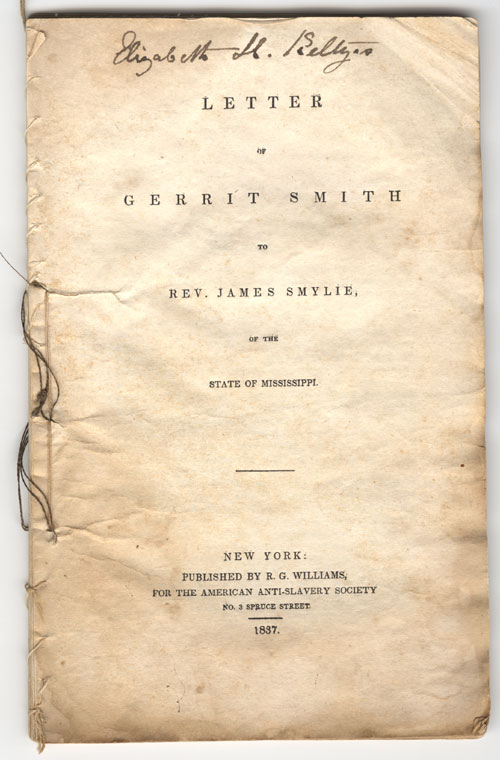 Elizabeth H.
LETTER
OF
GERRIT SMITH
TO
REV. JAMES SMYLIE,
OF THE
STATE OF MISSISSIPPI.
NEW YORK:
PUBLISHED BY R. G. WILLIAMS,
FOR THE AMERICAN ANTI-SLAVERY SOCIETY
NO. 3 SPRUCE STREET.
1837.